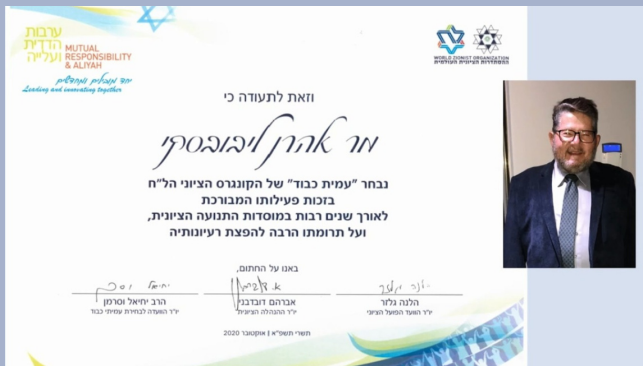 ערבות
הדדית
ועלייה
MUTUAL
RESPONSIBILITY
& ALIYAH
יחד מובילים ומחדשים
Leading and innovating together
WORLD ZIONIST ORGANIZATION
ההסתדרות הציונית העולמית
וזאת לתעודה כי
מר אהרן ליבובסקי
נבחר "עמית כבוד" של הקונגרס הציוני הל"ח
בזכות פעילותו המבורכת
לאורך שנים רבות במוסדות התנועה הציונית,
ועל תרומתו הרבה להפצת רעיונותיה
באנו על החתום,
הלנה גלזר
יו"ר הוועד הפועל הציוני
אברהם דובדבני
יו"ר ההנהלה הציונית
הרב יחיאל וסרמן
יו"ר הוועדה לבחירת עמיתי כבוד
תשרי תשפ"א | אוקטובר 2020